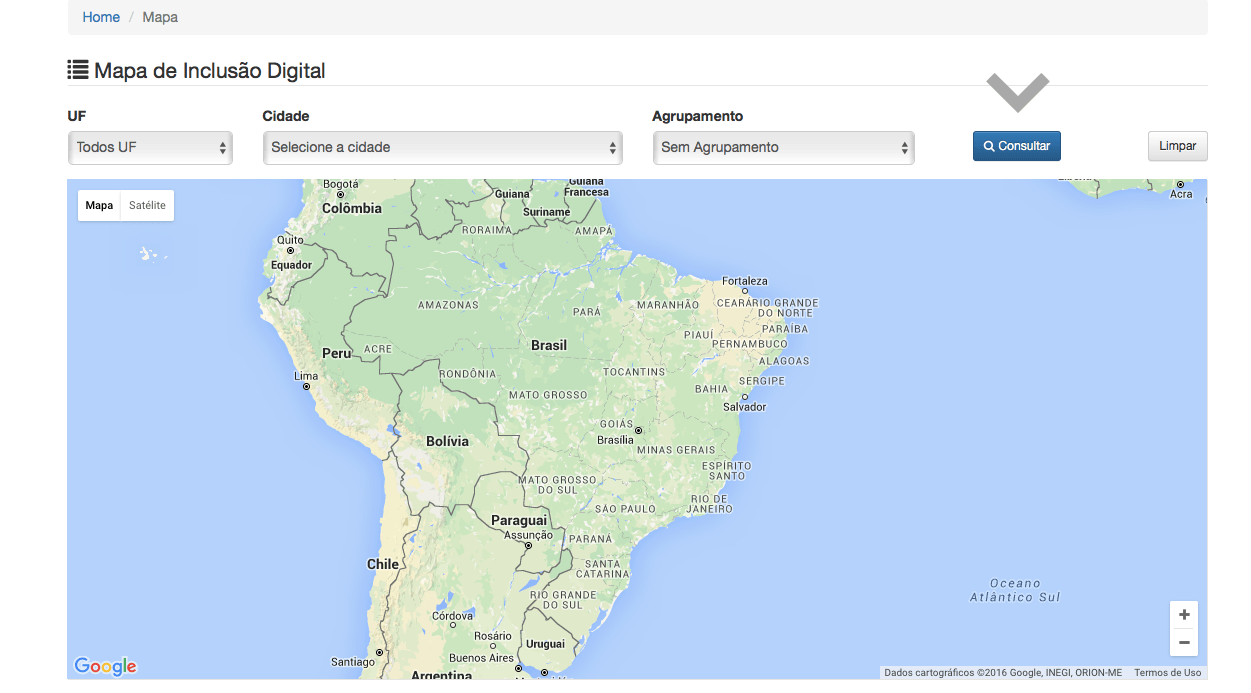 Home / Mapa
Mapa de Inclusão Digital
UF
Cidade
Agrupamento
Todos UF
Selecione a cidade
Sem Agrupamento
Consultar
Limpar
Mapa
Satélite
Bogotá
Colômbia
Guiana
Guiana
Francesa
Suriname
RORAIMA
AMAPÁ
Acra
Quito
Equador
Fortaleza
AMAZONAS
PARÁ
MARANHÃO
CEARÁ
RIO GRANDE
DO NORTE
PIAUÍ
PARAÍBA
PERNAMBUCO
Brasil
Peru
ACRE
ALAGOAS
Lima
RONDÔNIA
TOCANTINS
SERGIPE
BAHIA
MATO GROSSO
Salvador
GOIÁS
Brasília
Bolívia
MINAS GERAIS
ESPÍRITO
SANTO
MATO GROSSO
DO SUL
RIO DE
JANEIRO
SÃO PAULO
Paraguai
Assunção
PARANÁ
Chile
SANTA
CATARINA
Oceano
Atlântico Sul
RIO GRANDE
DO SUL
Córdova
Rosário
Uruguai
Buenos Aires
Santiago
Argentina
+
−
Google
Dados cartográficos ©2016 Google, INEGI, ORION-ME
Termos de Uso